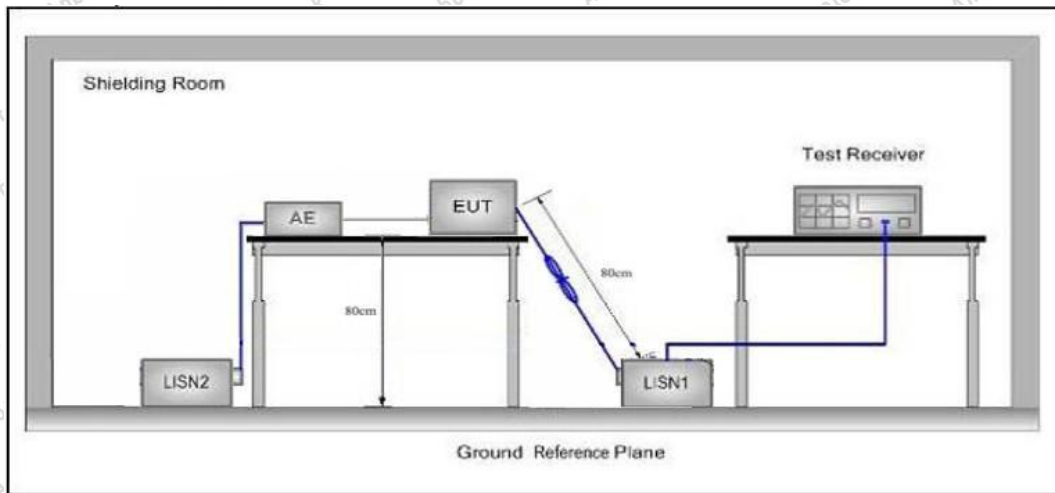 Shielding Room
Test Receiver
AE
EUT
80cm
80cm
LISN2
LISN1
Ground Reference Plane